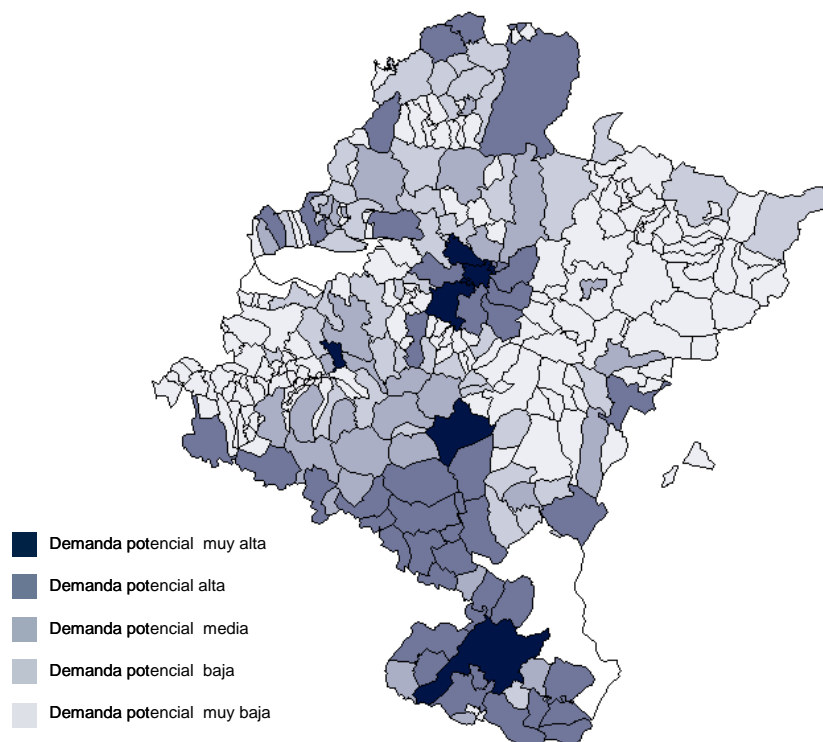 Demanda potencial muy alta
Demanda potencial alta
Demanda potencial media
Demanda potencial baja
Demanda potencial muy baja